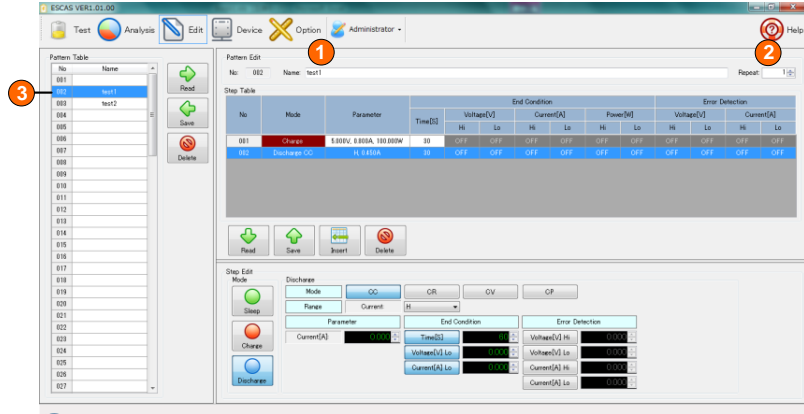 ESCAS VER1.01.00
Test Analysis Edit Device Option Administrator Help
1 2 3
Pattern Table
No Name
001
002 test1
003 test2
004
005
006
007
008
009
010
011
012
013
014
015
016
017
018
019
020
021
022
023
024
025
026
027
Read
Save
Delete
Pattern Edit
No: 002 Name: test1 Repeat: 1
Step Table
No Mode Parameter End Condition Error Detection
Time[S] Voltage[V] Current[A] Power[W] Voltage[V] Current[A]
Hi Lo Hi Lo Hi Lo Hi Lo Hi Lo
001 Charge 5.000V, 0.800A, 100.000W 30 OFF OFF OFF OFF OFF OFF OFF OFF OFF OFF
002 Discharge-CC H, 0.450A 30 OFF OFF OFF OFF OFF OFF OFF OFF OFF OFF
Read Save Insert Delete
Step Edit
Mode
Sleep
Charge
Discharge
Discharge
Mode CC CR CV CP
Range Current H
Parameter End Condition Error Detection
Current[A] 0.000 Time[S] 60 Voltage[V] Hi 0.000
Voltage[V] Lo 0.000 Voltage[V] Lo 0.000
Current[A] Lo 0.000 Current[A] Hi 0.000
Current[A] Lo 0.000